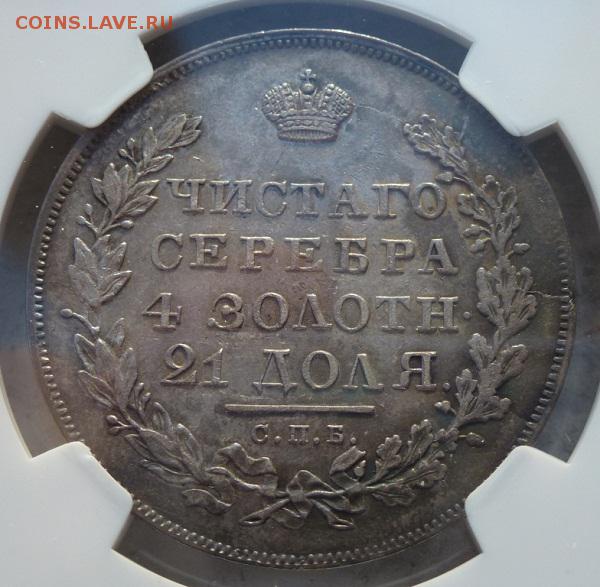 COINS.LAVE.RU
ЧИСТАГО
СЕРЕБРА
4 ЗОЛОТН·
21 ДОЛЯ.
С.П.Б.